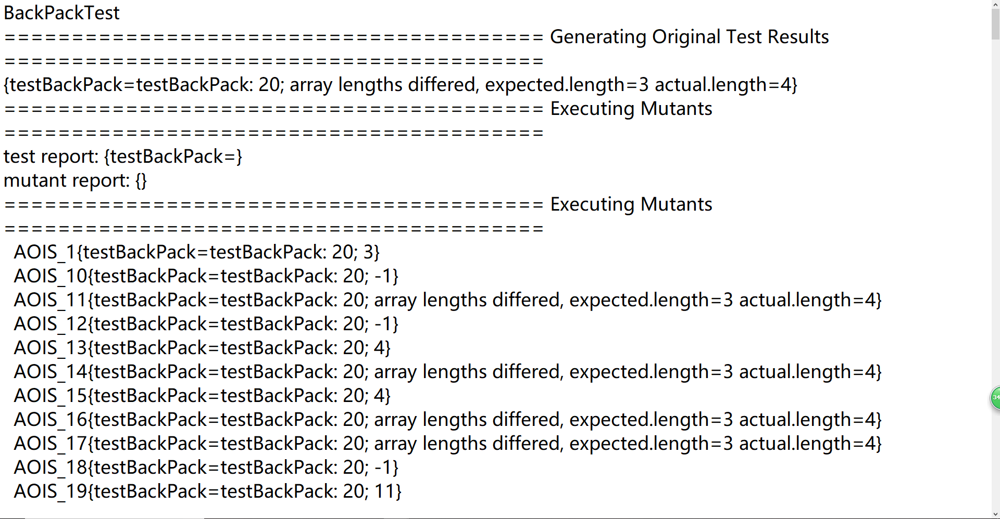 BackPackTest
======================================== Generating Original Test Results
========================================
{testBackPack=testBackPack: 20; array lengths differed, expected.length=3 actual.length=4}
======================================== Executing Mutants
========================================
test report: {testBackPack=}
mutant report: {}
======================================== Executing Mutants
========================================
AOIS_1{testBackPack=testBackPack: 20; 3}
AOIS_10{testBackPack=testBackPack: 20; -1}
AOIS_11{testBackPack=testBackPack: 20; array lengths differed, expected.length=3 actual.length=4}
AOIS_12{testBackPack=testBackPack: 20; -1}
AOIS_13{testBackPack=testBackPack: 20; 4}
AOIS_14{testBackPack=testBackPack: 20; array lengths differed, expected.length=3 actual.length=4}
AOIS_15{testBackPack=testBackPack: 20; 4}
AOIS_16{testBackPack=testBackPack: 20; array lengths differed, expected.length=3 actual.length=4}
AOIS_17{testBackPack=testBackPack: 20; array lengths differed, expected.length=3 actual.length=4}
AOIS_18{testBackPack=testBackPack: 20; -1}
AOIS_19{testBackPack=testBackPack: 20; 11}
34